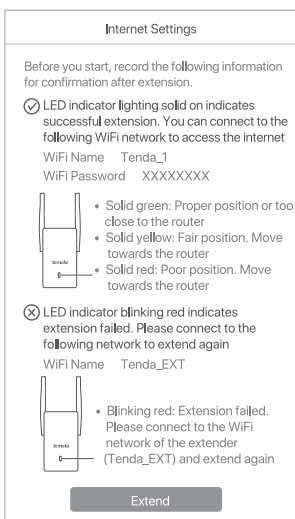 Internet Settings
Before you start, record the following information
for confirmation after extension.
LED indicator lighting solid on indicates
successful extension. You can connect to the
following WiFi network to access the internet
WiFi Name Tenda_1
WiFi Password XXXXXXXX
• Solid green: Proper position or too
close to the router
• Solid yellow: Fair position. Move
towards the router
• Solid red: Poor position. Move
towards the router
Tenda
LED indicator blinking red indicates
extension failed. Please connect to the
following network to extend again
WiFi Name Tenda_EXT
• Blinking red: Extension failed.
Please connect to the WiFi
network of the extender
(Tenda_EXT) and extend again
Tenda
Extend